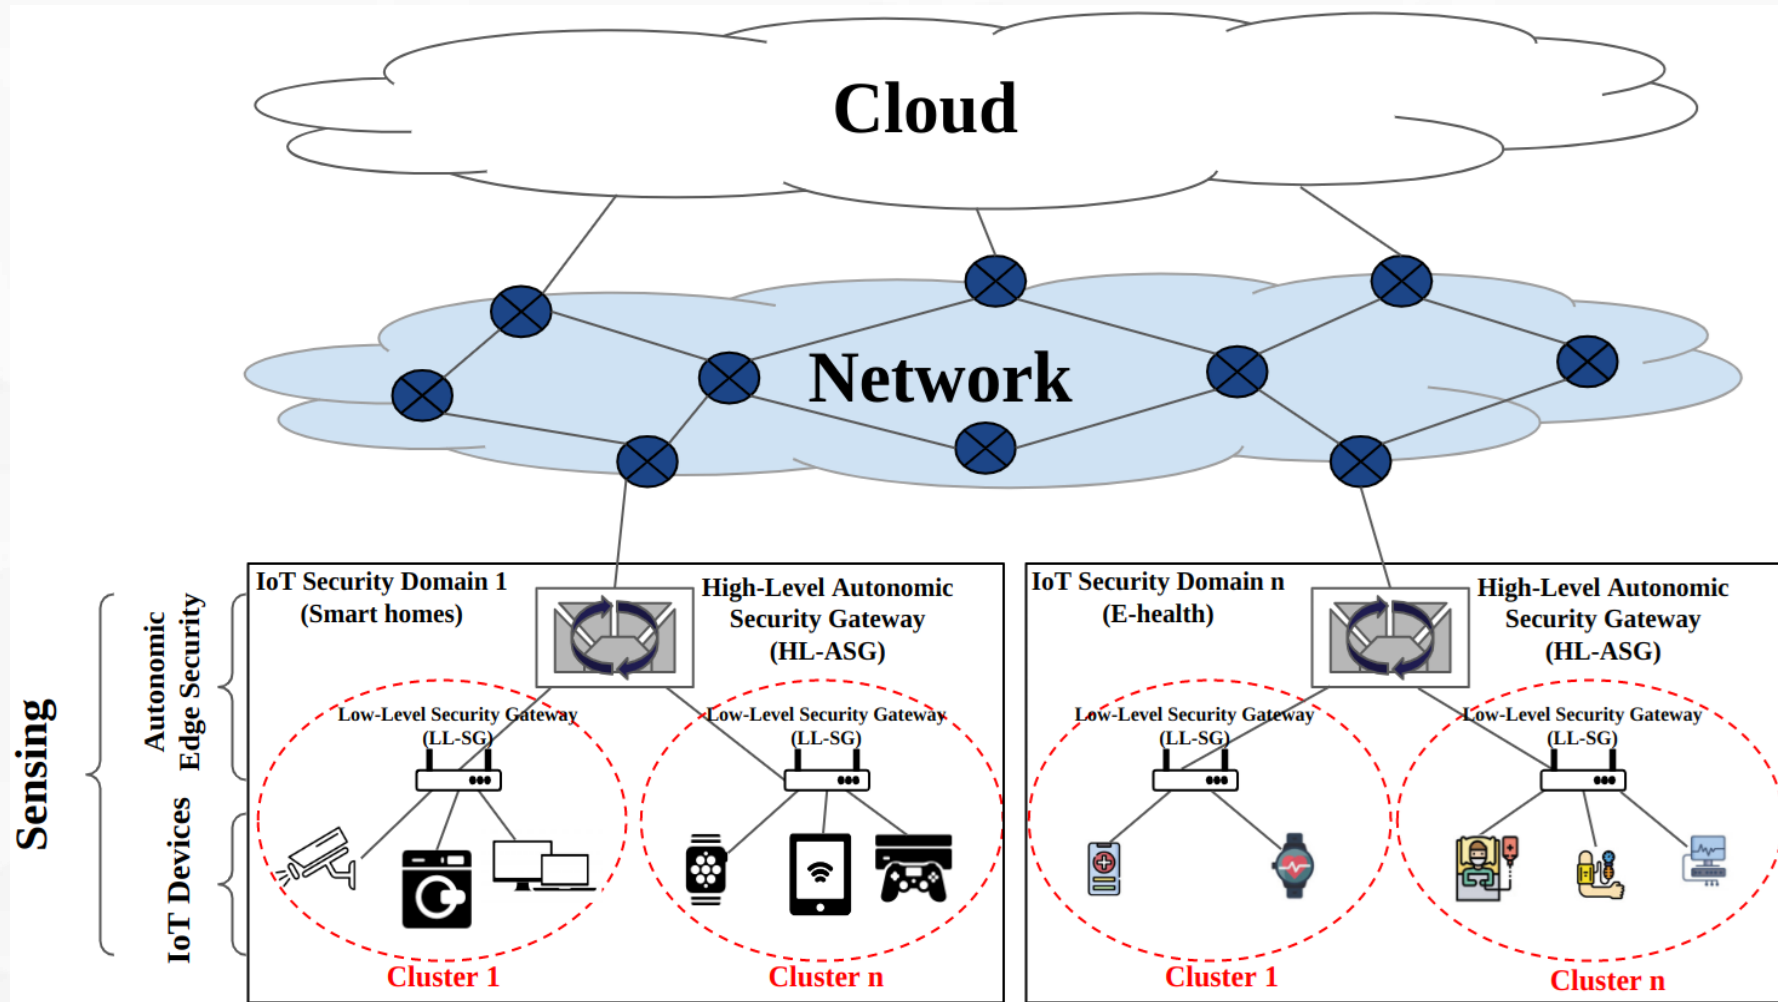 Cloud
Network
Sensing
Autonomic
Edge Security
IoT Devices
IoT Security Domain 1
(Smart homes)
High-Level Autonomic
Security Gateway
(HL-ASG)
Low-Level Security Gateway
(LL-SG)
Low-Level Security Gateway
(LL-SG)
Cluster 1
Cluster n
IoT Security Domain n
(E-health)
High-Level Autonomic
Security Gateway
(HL-ASG)
Low-Level Security Gateway
(LL-SG)
Low-Level Security Gateway
(LL-SG)
Cluster 1
Cluster n